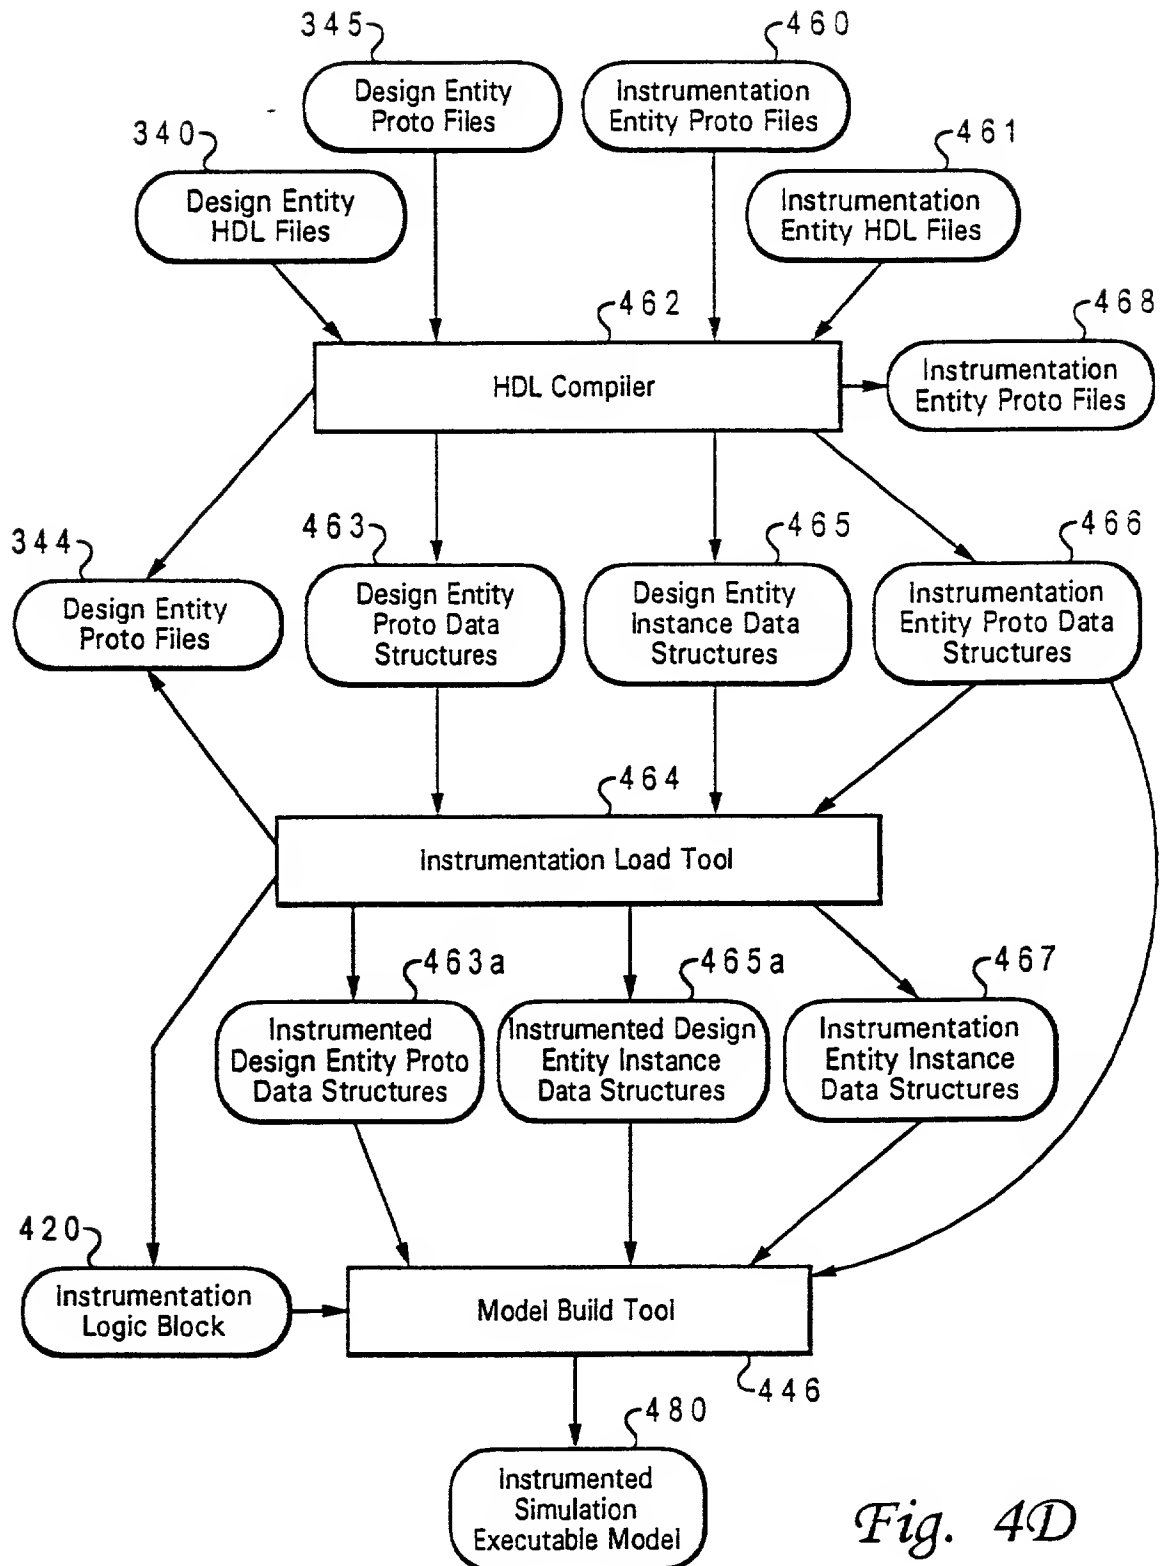 345
460
Design Entity
Proto Files
Instrumentation
Entity Proto Files
340
461
Design Entity
HDL Files
Instrumentation
Entity HDL Files
462
468
HDL Compiler
Instrumentation
Entity Proto Files
344
463
465
466
Design Entity
Proto Files
Design Entity
Proto Data
Structures
Design Entity
Instance Data
Structures
Instrumentation
Entity Proto Data
Structures
464
Instrumentation Load Tool
463a
465a
467
Instrumented
Design Entity Proto
Data Structures
Instrumented Design
Entity Instance
Data Structures
Instrumentation
Entity Instance
Data Structures
420
Instrumentation
Logic Block
Model Build Tool
446
480
Instrumented
Simulation
Executable Model
Fig. 4D